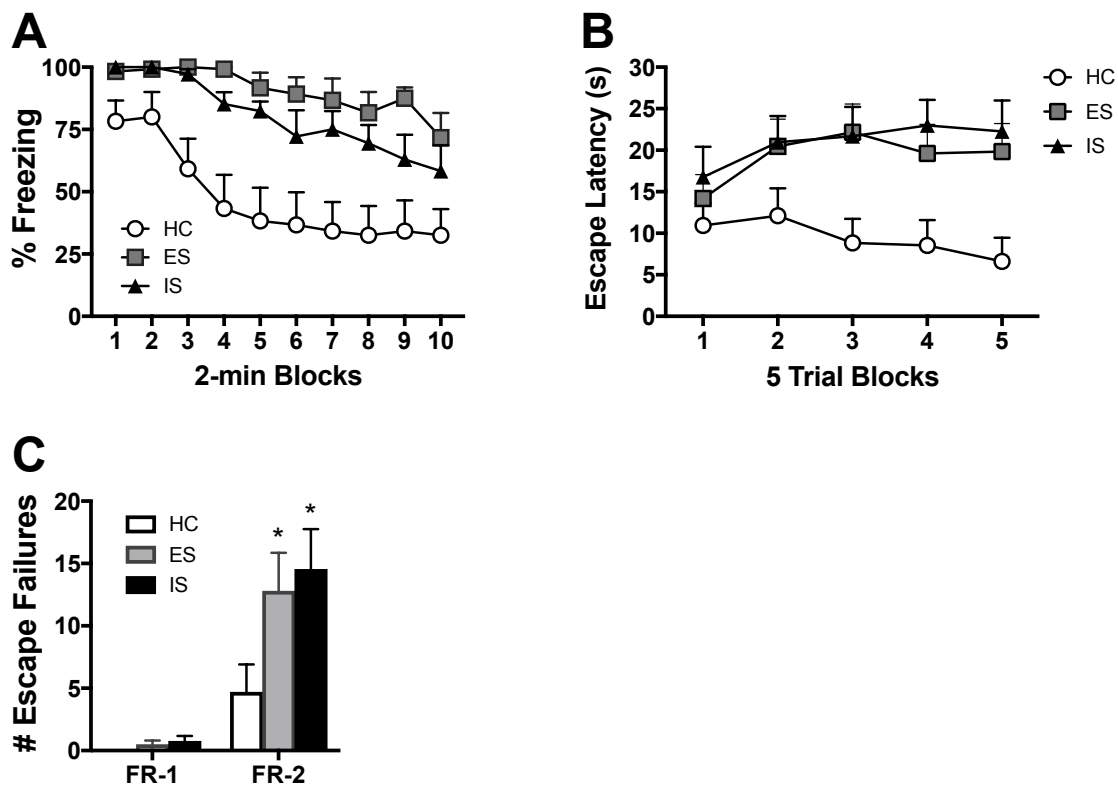 A
% Freezing
100
75
50
25
0
HC
ES
IS
1 2 3 4 5 6 7 8 9 10
2-min Blocks
B
Escape Latency (s)
30
25
20
15
10
5
0
HC
ES
IS
1 2 3 4 5
5 Trial Blocks
C
# Escape Failures
20
15
10
5
0
HC
ES
IS
* *
FR-1 FR-2